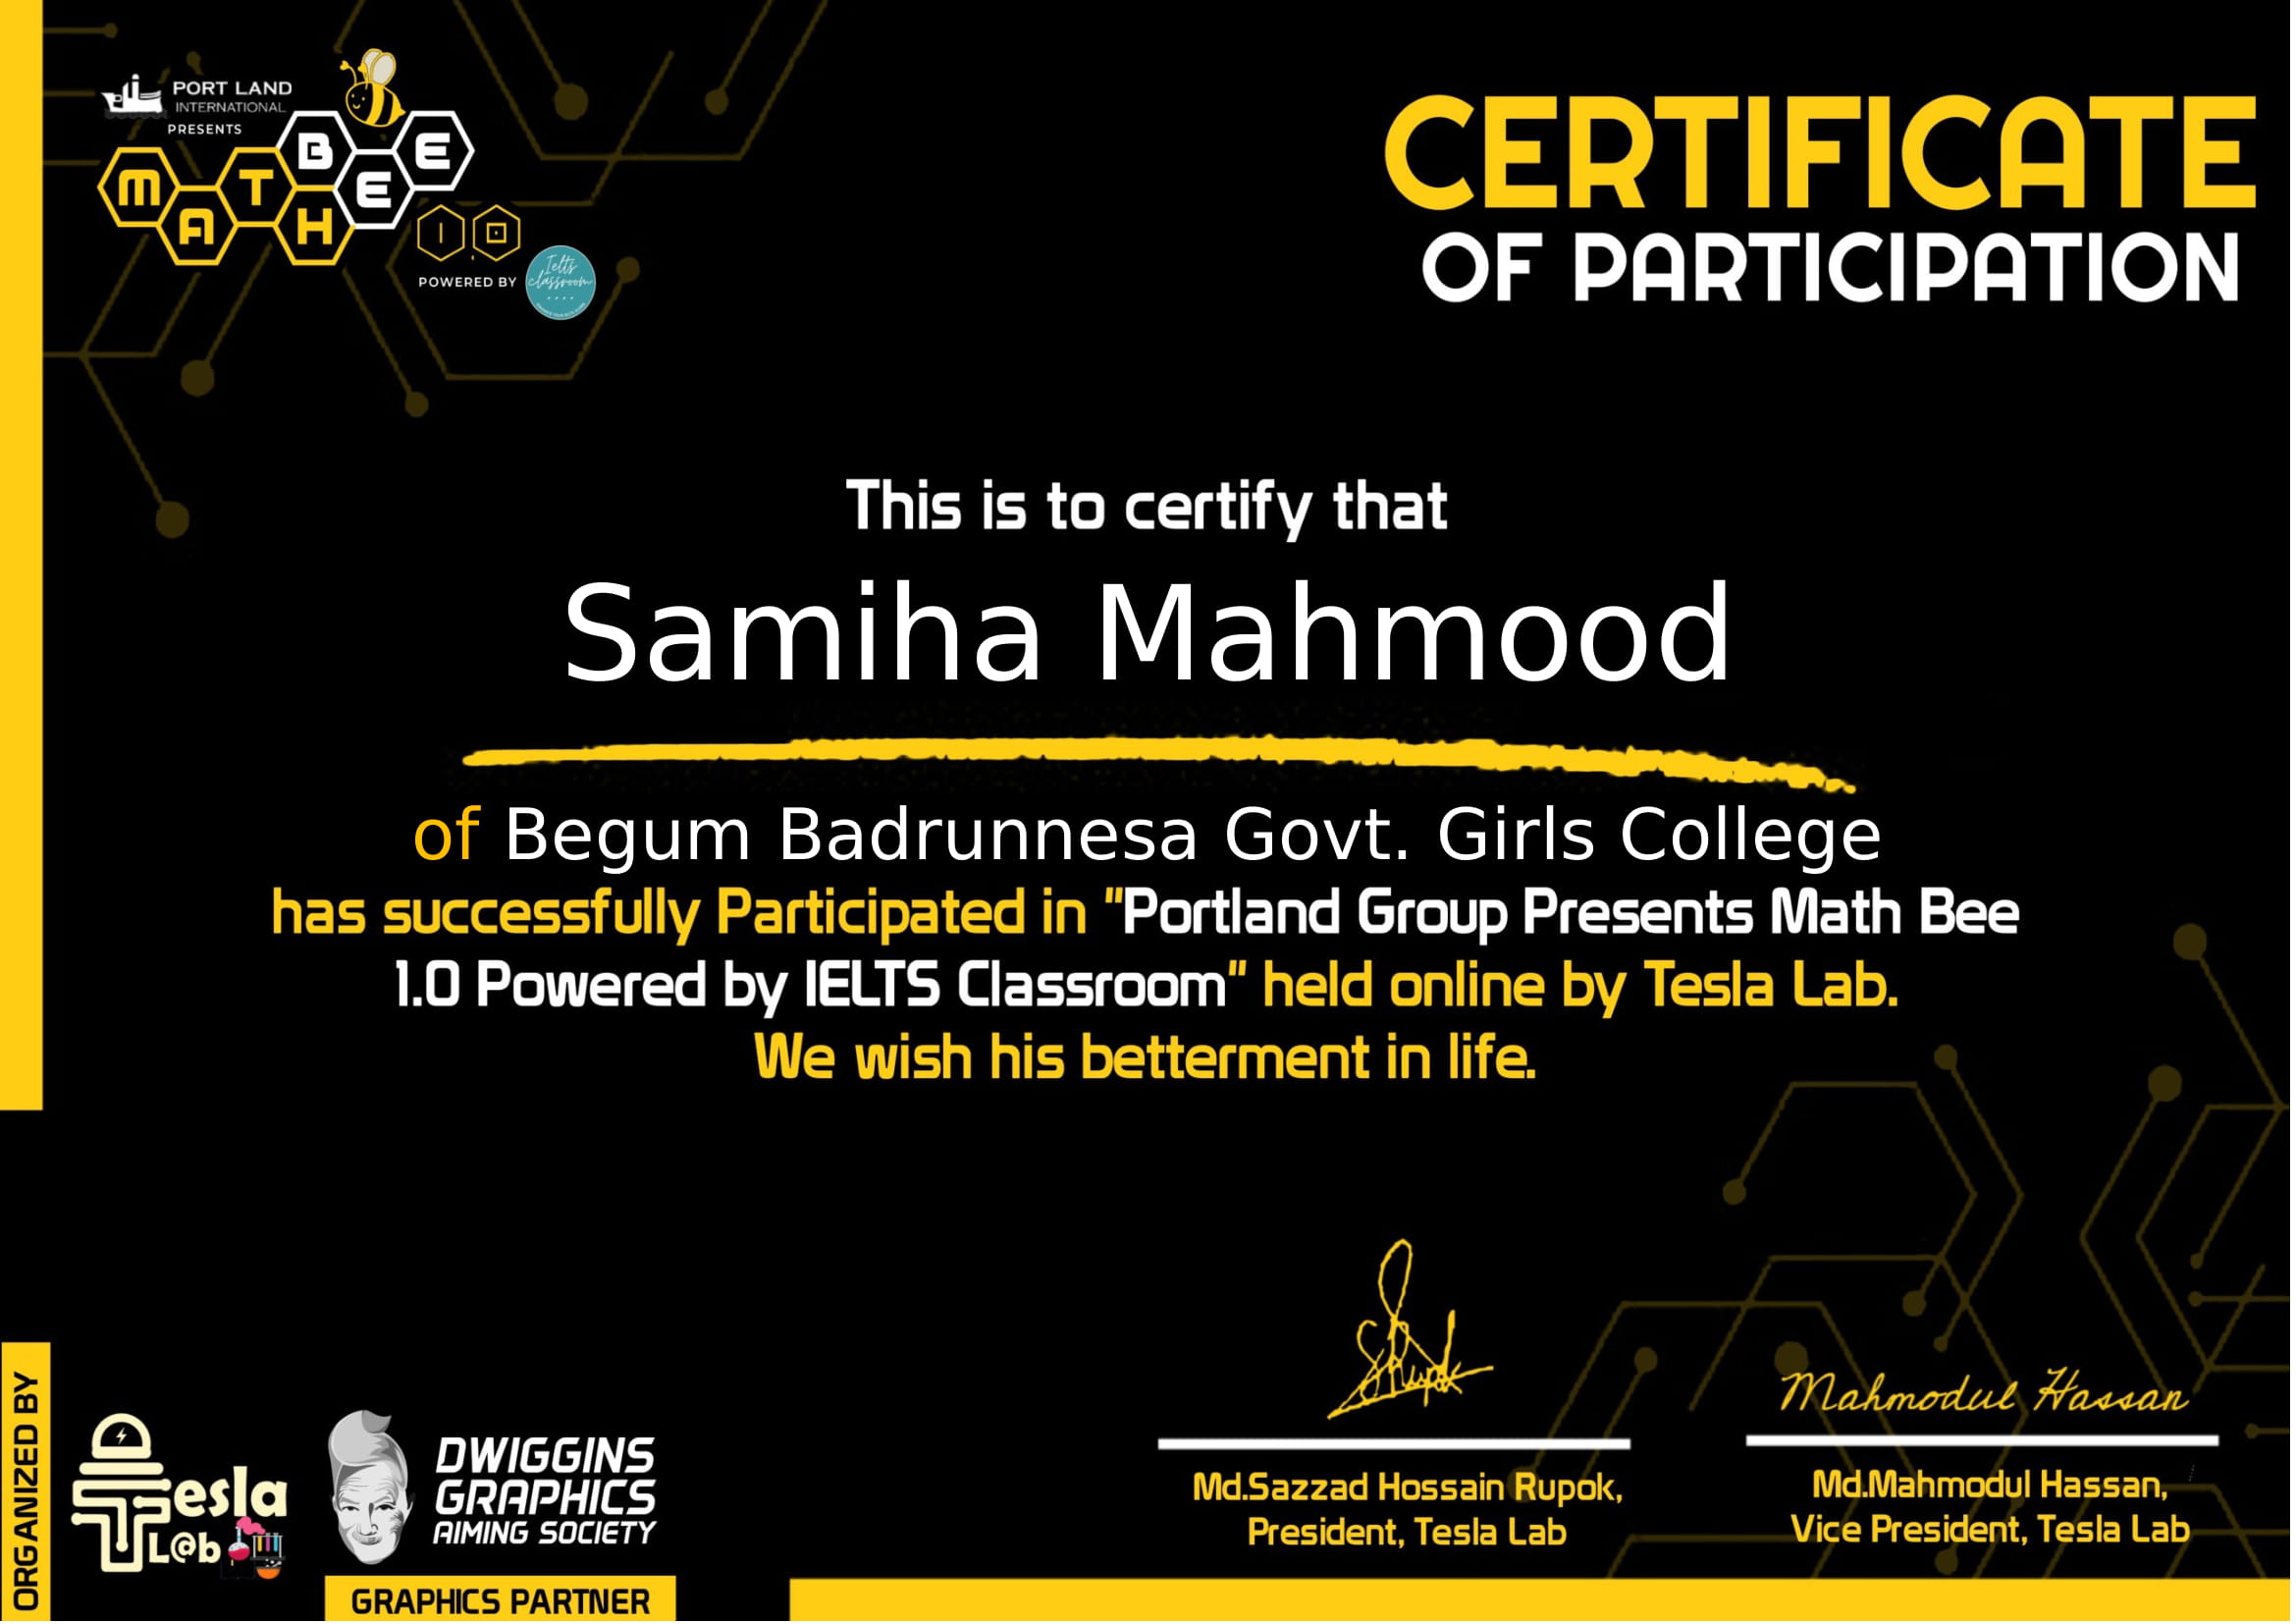 PORT LAND
INTERNATIONAL
PRESENTS
MATH BEE
1.0
POWERED BY
Ielts
classroom
CERTIFICATE
OF PARTICIPATION
This is to certify that
Samiha Mahmood
of Begum Badrunnesa Govt. Girls College
has successfully Participated in "Portland Group Presents Math Bee
1.0 Powered by IELTS Classroom" held online by Tesla Lab.
We wish his betterment in life.
ORGANIZED BY
Tesla
L@b
DWIGGINS
GRAPHICS
AIMING SOCIETY
GRAPHICS PARTNER
SRupok
Md.Sazzad Hossain Rupok,
President, Tesla Lab
Mahmodul Hassan
Md.Mahmodul Hassan,
Vice President, Tesla Lab